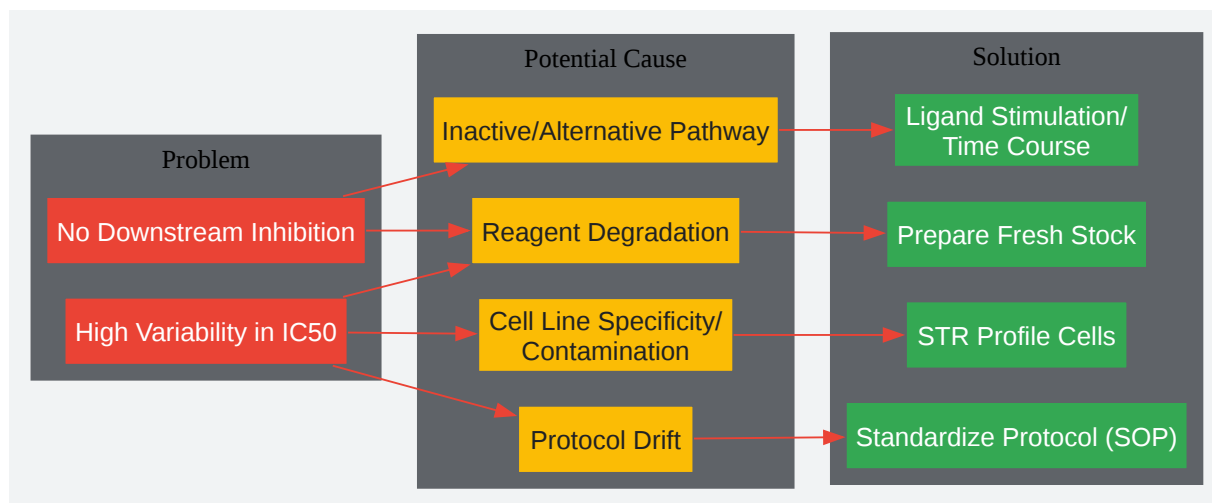 Problem
No Downstream Inhibition
High Variability in IC50
Potential Cause
Inactive/Alternative Pathway
Reagent Degradation
Cell Line Specificity/
Contamination
Protocol Drift
Solution
Ligand Stimulation/
Time Course
Prepare Fresh Stock
STR Profile Cells
Standardize Protocol (SOP)